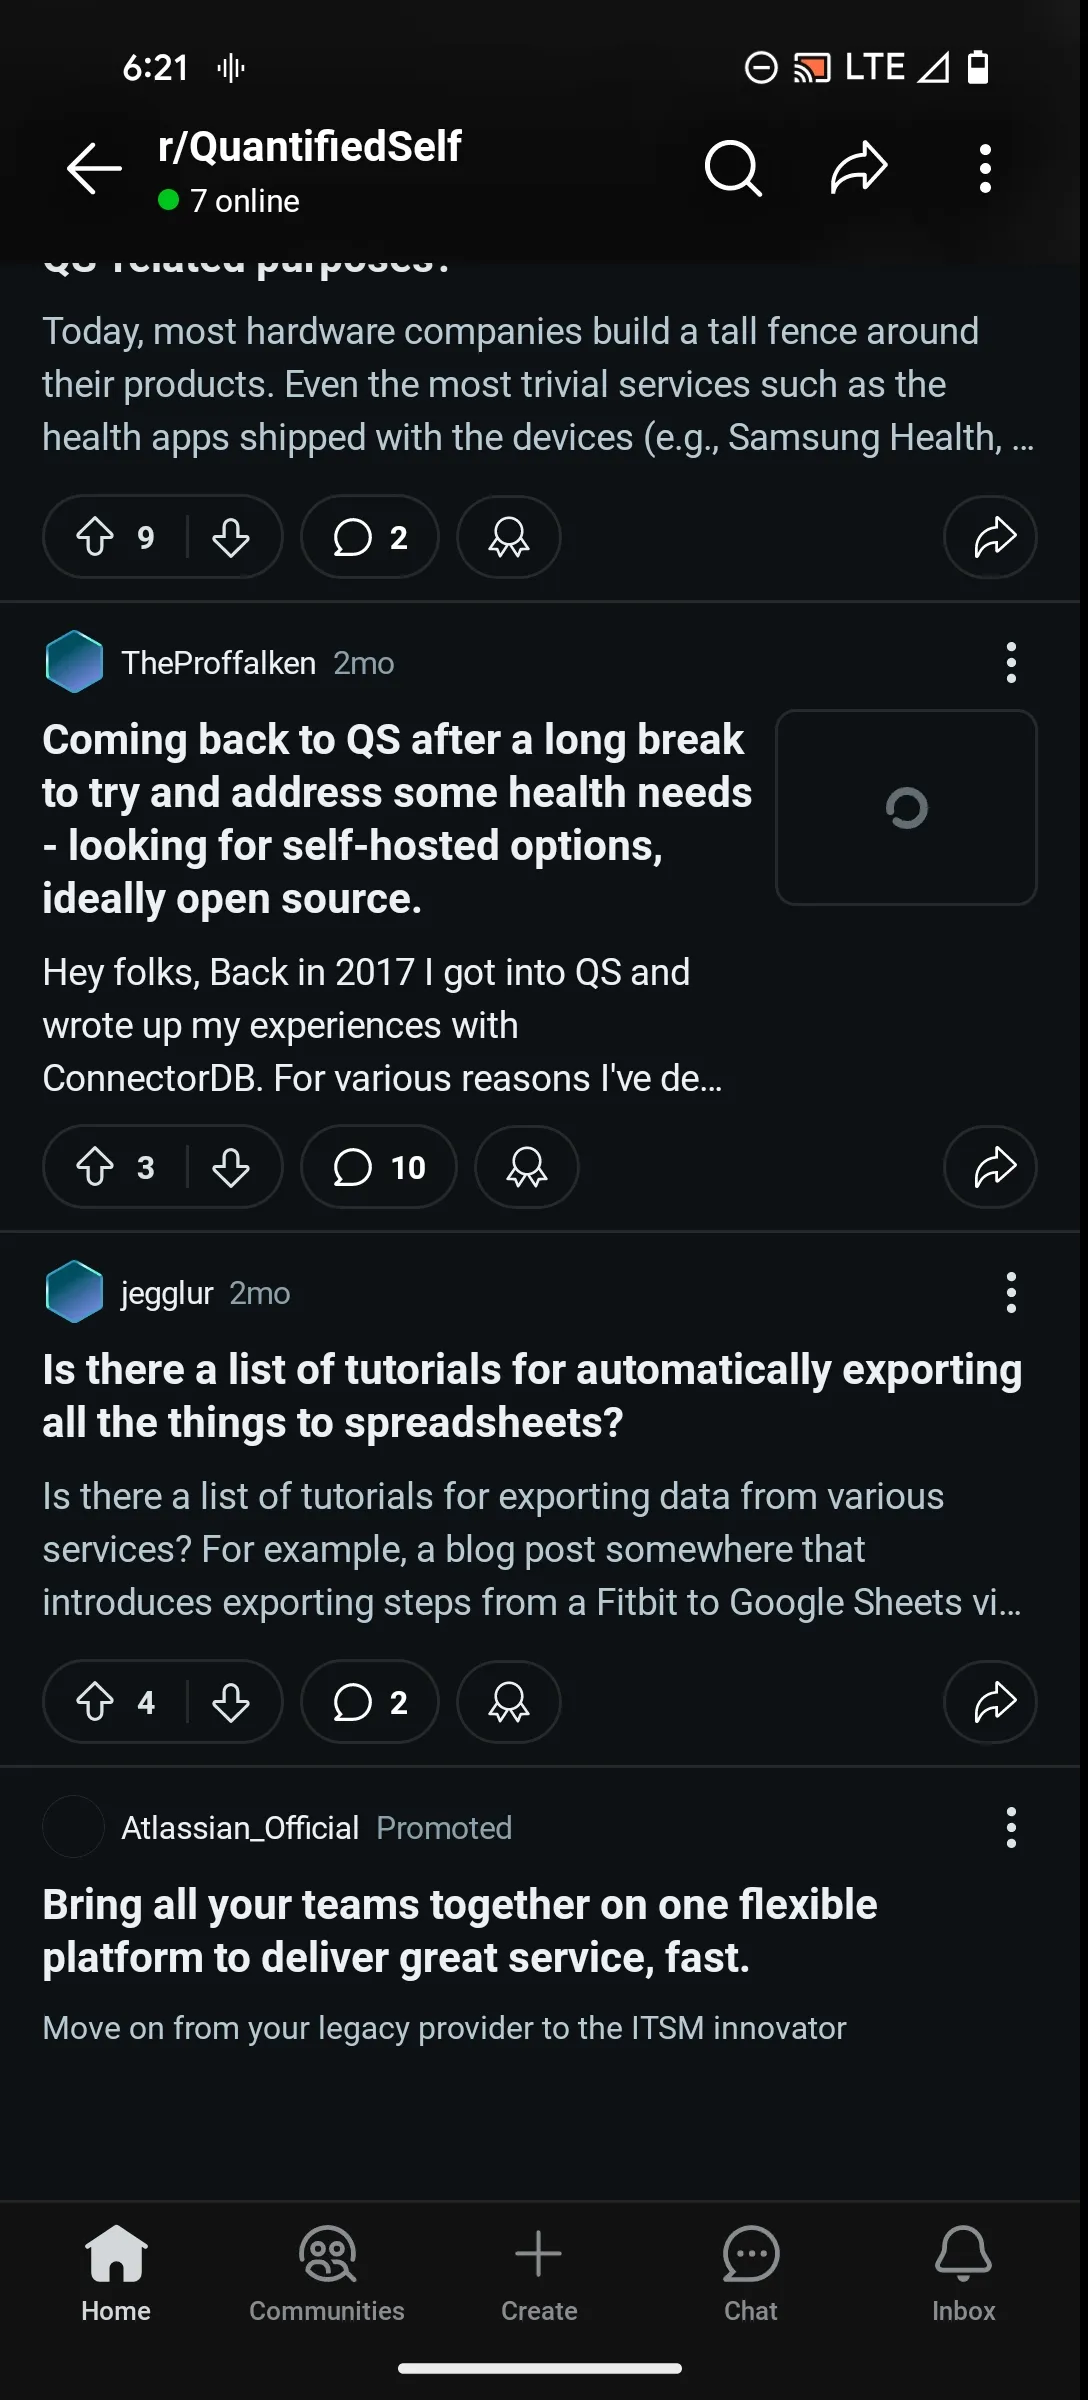 6:21
LTE
r/QuantifiedSelf
7 online
QS related purposes?
Today, most hardware companies build a tall fence around
their products. Even the most trivial services such as the
health apps shipped with the devices (e.g., Samsung Health, …
9
2
TheProffalken 2mo
Coming back to QS after a long break
to try and address some health needs
- looking for self-hosted options,
ideally open source.
Hey folks, Back in 2017 I got into QS and
wrote up my experiences with
ConnectorDB. For various reasons I've de…
3
10
jegglur 2mo
Is there a list of tutorials for automatically exporting
all the things to spreadsheets?
Is there a list of tutorials for exporting data from various
services? For example, a blog post somewhere that
introduces exporting steps from a Fitbit to Google Sheets vi…
4
2
Atlassian_Official Promoted
Bring all your teams together on one flexible
platform to deliver great service, fast.
Move on from your legacy provider to the ITSM innovator
Home
Communities
Create
Chat
Inbox